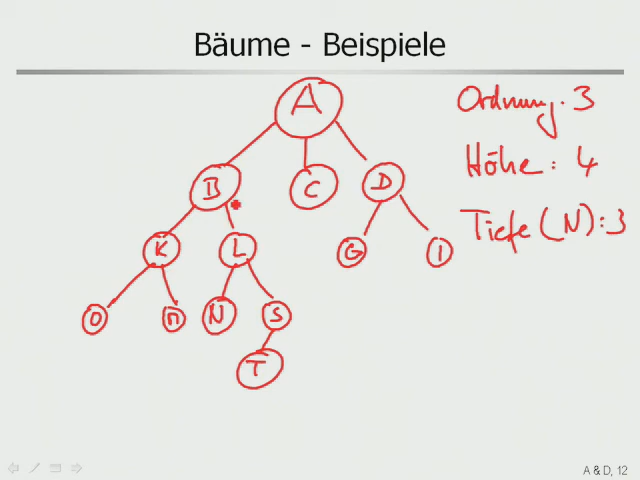 Bäume - Beispiele
A
Ordnung: 3
B C D
Höhe: 4
K L G I
Tiefe (N): 3
O M N S
T
A & D, 12